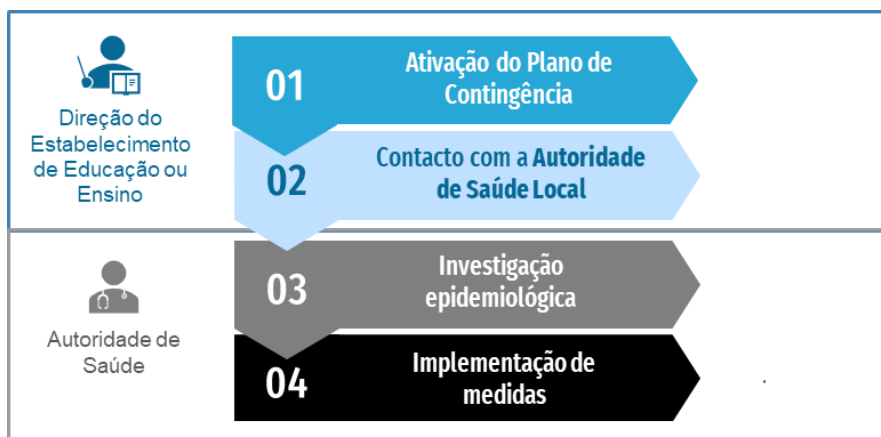 Direção do
Estabelecimento
de Educação ou
Ensino
01
Ativação do Plano de
Contingência
02
Contacto com a Autoridade
de Saúde Local
Autoridade de
Saúde
03
Investigação
epidemiológica
04
Implementação de
medidas
.